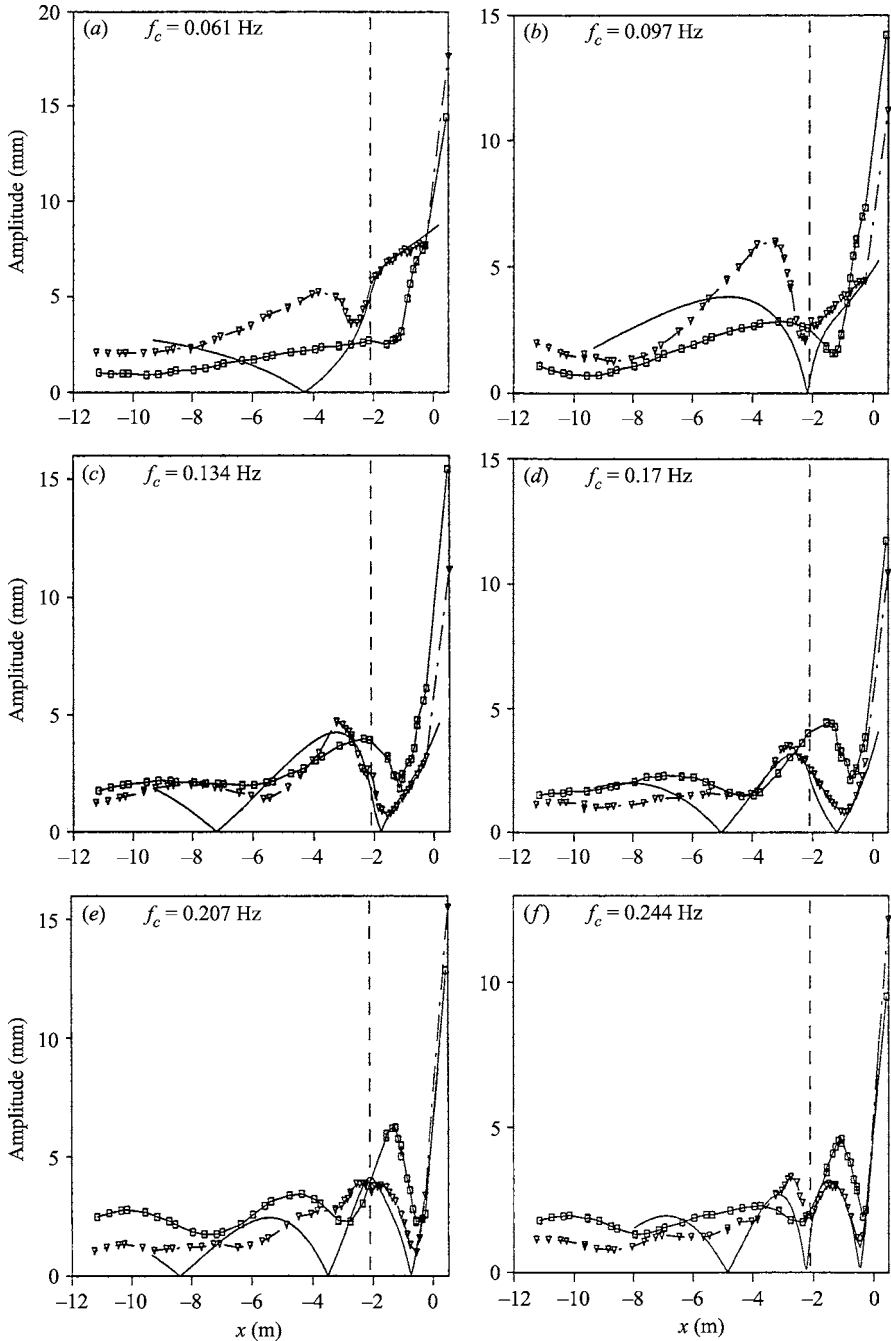 (a) f_c = 0.061 Hz
(b) f_c = 0.097 Hz
20
15
10
5
0
Amplitude (mm)
–12 –10 –8 –6 –4 –2 0
15
10
5
0
–12 –10 –8 –6 –4 –2 0
(c) f_c = 0.134 Hz
(d) f_c = 0.17 Hz
15
10
5
0
Amplitude (mm)
–12 –10 –8 –6 –4 –2 0
15
10
5
0
–12 –10 –8 –6 –4 –2 0
(e) f_c = 0.207 Hz
(f) f_c = 0.244 Hz
15
10
5
0
Amplitude (mm)
–12 –10 –8 –6 –4 –2 0
x (m)
10
5
0
–12 –10 –8 –6 –4 –2 0
x (m)